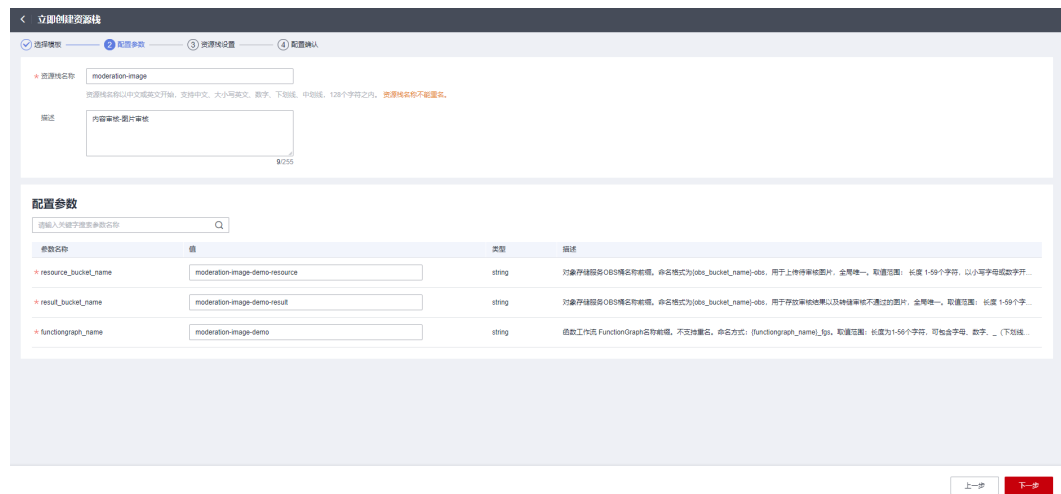 立即创建资源栈
选择模板
2 配置参数
3 资源栈设置
4 配置确认
* 资源栈名称
moderation-image
资源栈名称以中文或英文开始，支持中文、大小写英文、数字、下划线、中划线，128个字符之内。 资源栈名称不能重名。
描述
内容审核-图片审核
9/255
配置参数
请输入关键字搜索参数名称
参数名称 值 类型 描述
* resource_bucket_name moderation-image-demo-resource string 对象存储服务OBS桶名称前缀。命名格式为{obs_bucket_name}-obs，用于上传待审核图片，全局唯一。取值范围： 长度 1-59个字符，以小写字母或数字开...
* result_bucket_name moderation-image-demo-result string 对象存储服务OBS桶名称前缀。命名格式为{obs_bucket_name}-obs，用于存放审核结果以及转储审核不通过的图片，全局唯一。取值范围： 长度 1-59个字...
* functiongraph_name moderation-image-demo string 函数工作流 FunctionGraph名称前缀。不支持重名。命名方式：{functiongraph_name}_fgs。取值范围：长度为1-56个字符，可包含字母、数字、_（下划线...
上一步
下一步